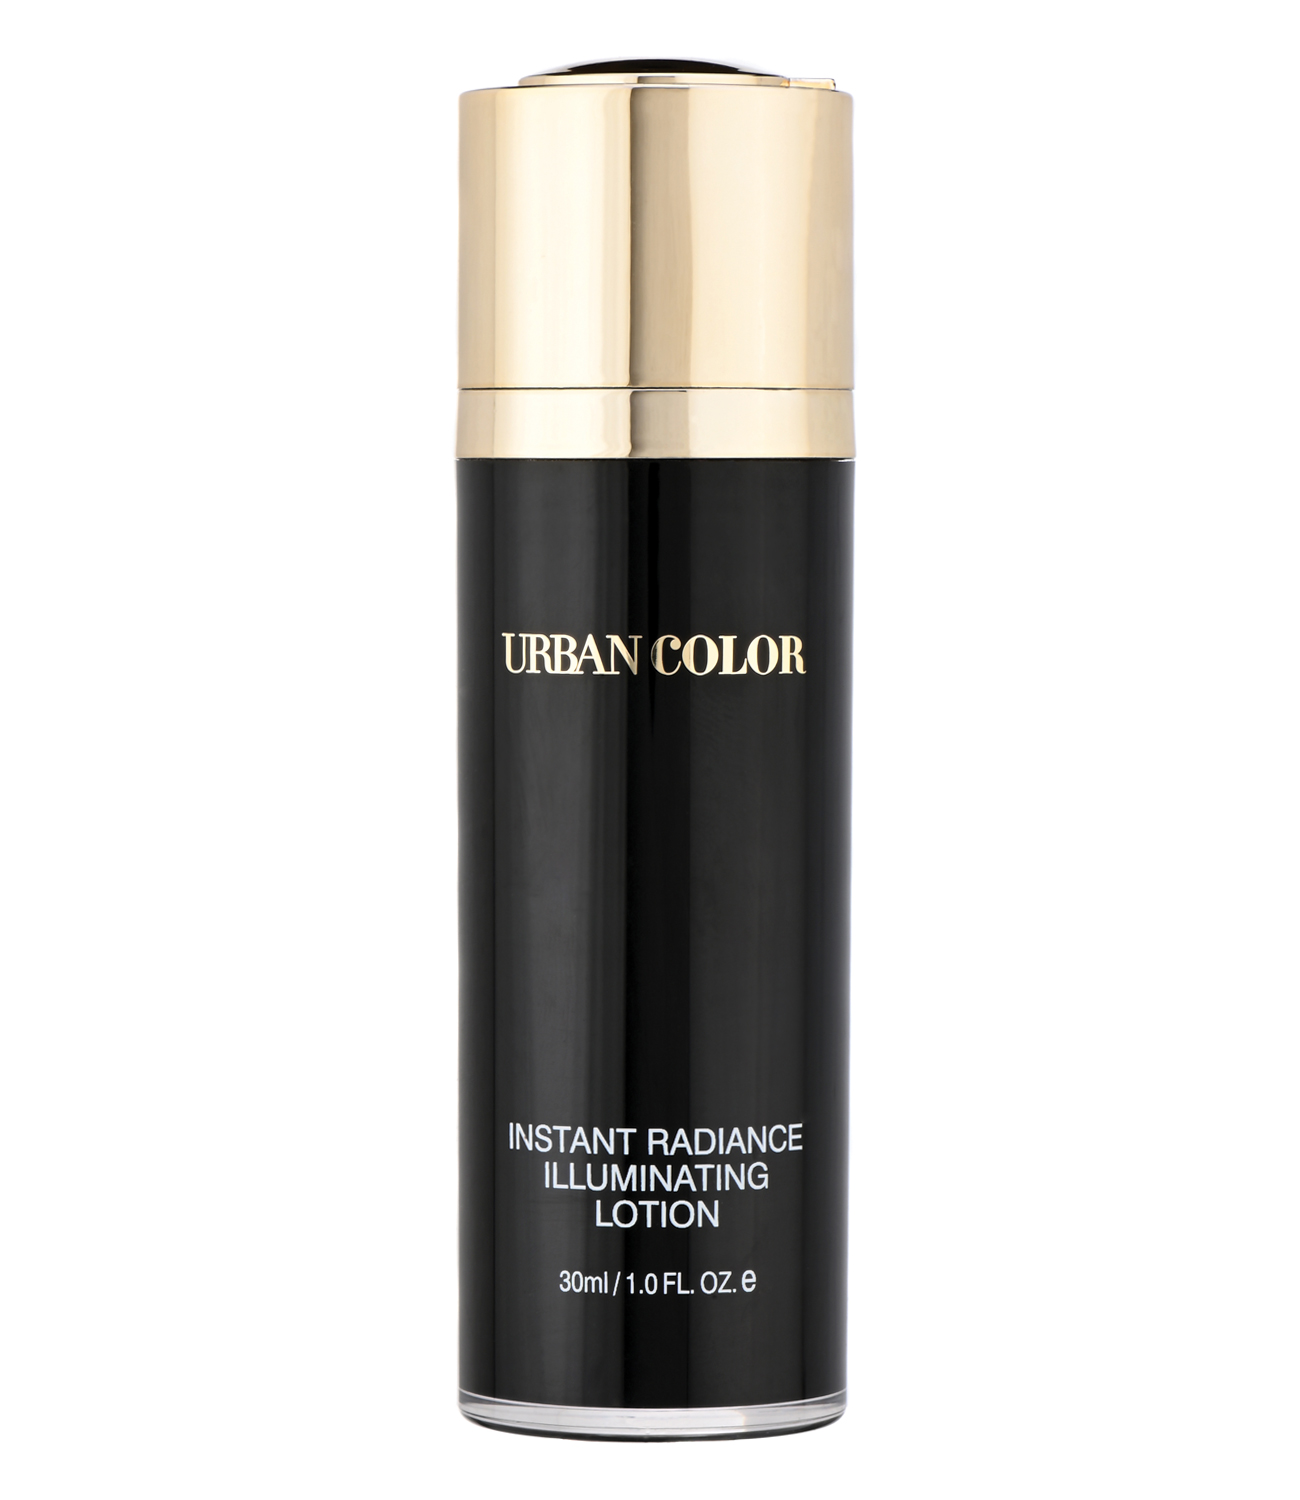 URBAN COLOR
INSTANT RADIANCE
ILLUMINATING
LOTION
30ml / 1.0 FL. OZ. e